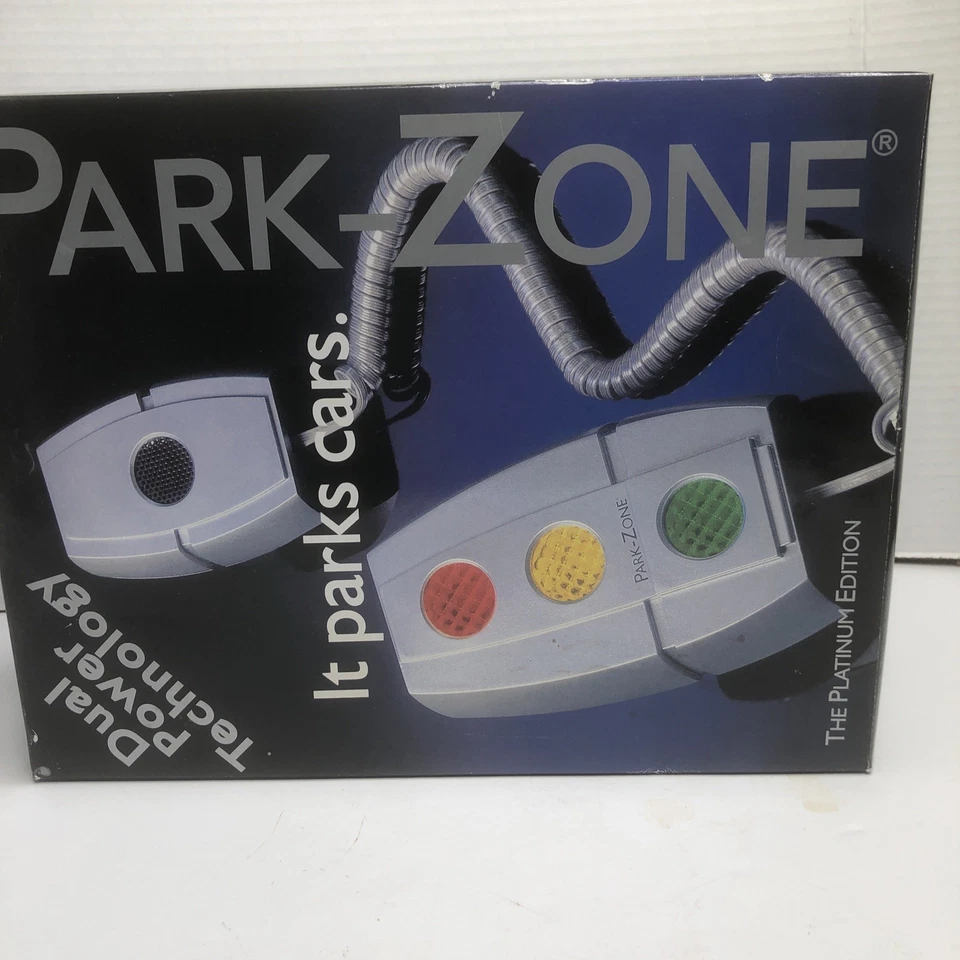 PARK-ZONE®
It parks cars.
PARK-ZONE
THE PLATINUM EDITION
Dual
Power
Technology